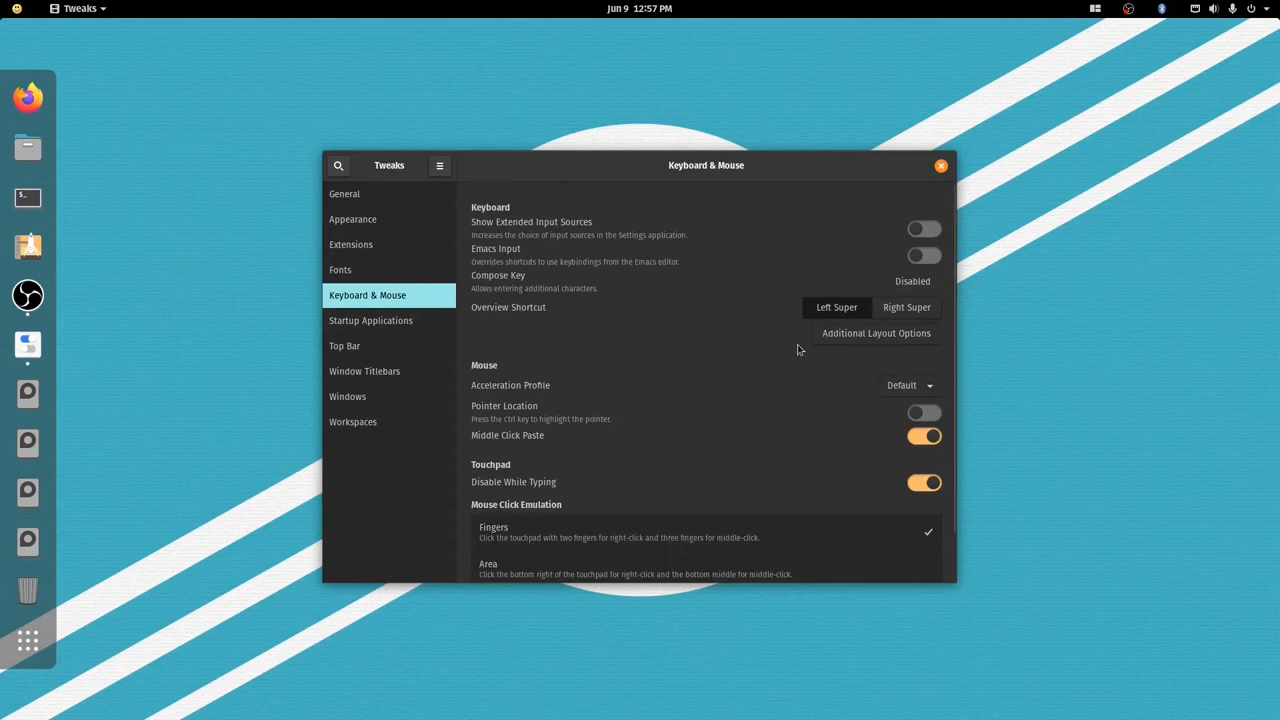 Tweaks
Jun 9 12:57 PM
Tweaks
Keyboard & Mouse
General
Appearance
Extensions
Fonts
Keyboard & Mouse
Startup Applications
Top Bar
Window Titlebars
Windows
Workspaces
Keyboard
Show Extended Input Sources
Increases the choice of input sources in the Settings application.
Emacs Input
Overrides shortcuts to use keybindings from the Emacs editor.
Compose Key
Allows entering additional characters.
Disabled
Overview Shortcut
Left Super
Right Super
Additional Layout Options
Mouse
Acceleration Profile
Default
Pointer Location
Press the Ctrl key to highlight the pointer.
Middle Click Paste
Touchpad
Disable While Typing
Mouse Click Emulation
Fingers
Click the touchpad with two fingers for right-click and three fingers for middle-click.
Area
Click the bottom right of the touchpad for right-click and the bottom middle for middle-click.